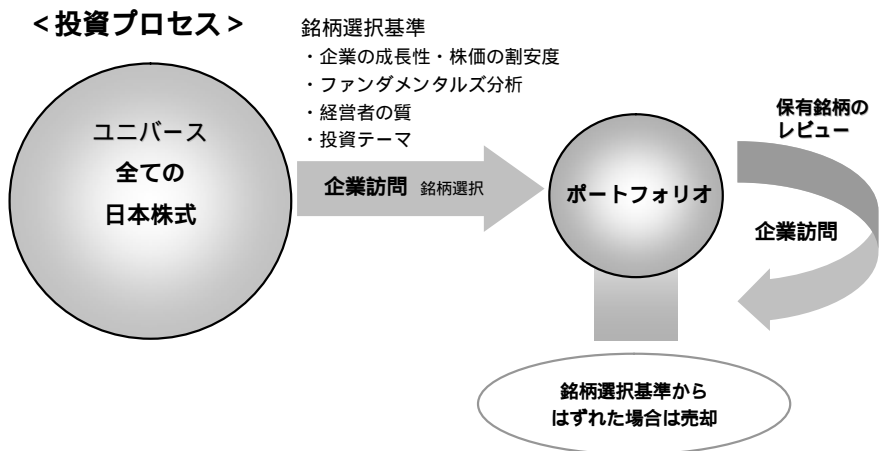 ＜投資プロセス＞
銘柄選択基準
・企業の成長性・株価の割安度
・ファンダメンタルズ分析
・経営者の質
・投資テーマ
ユニバース
全ての
日本株式
企業訪問 銘柄選択
ポートフォリオ
保有銘柄の
レビュー
企業訪問
銘柄選択基準から
はずれた場合は売却